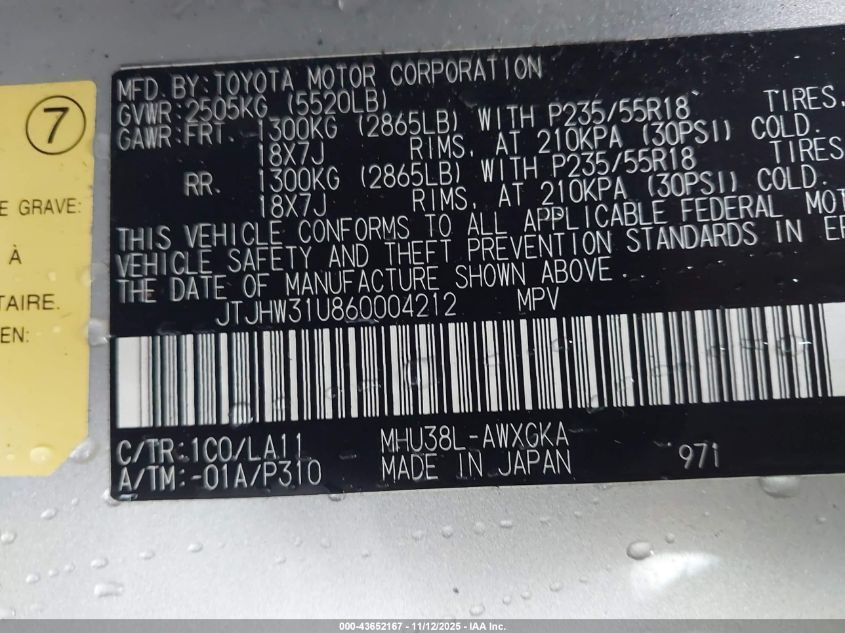 7
E GRAVE:
À
TAIRE.
EN:
MFD. BY: TOYOTA MOTOR CORPORATION
GVWR: 2505KG (5520LB)
GAWR: FRT. 1300KG (2865LB) WITH P235/55R18 TIRES,
18X7J RIMS, AT 210KPA (30PSI) COLD.
RR. 1300KG (2865LB) WITH P235/55R18 TIRES
18X7J RIMS, AT 210KPA (30PSI) COLD.
THIS VEHICLE CONFORMS TO ALL APPLICABLE FEDERAL MOT
VEHICLE SAFETY AND THEFT PREVENTION STANDARDS IN EF
THE DATE OF MANUFACTURE SHOWN ABOVE.
JTJHW31U860004212 MPV
C/TR: 1C0/LA11 MHU38L-AWXGKA
A/TM: -01A/P310 MADE IN JAPAN 971
000-43652167 - 11/12/2025 - IAA Inc.